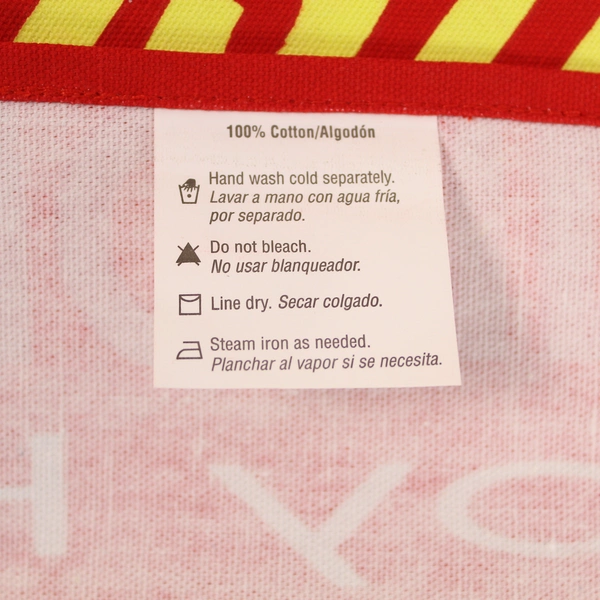 100% Cotton/Algodón
Hand wash cold separately.
Lavar a mano con agua fría,
por separado.
Do not bleach.
No usar blanqueador.
Line dry. Secar colgado.
Steam iron as needed.
Planchar al vapor si se necesita.